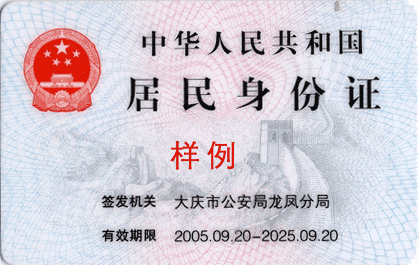 中华人民共和国
居民身份证
样例
签发机关 大庆市公安局龙凤分局
有效期限 2005.09.20-2025.09.20